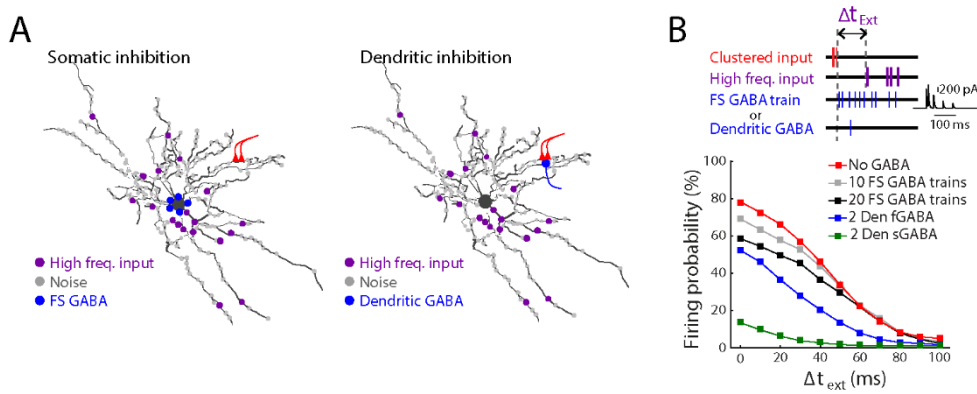 A
Somatic inhibition
High freq. input
Noise
FS GABA
Dendritic inhibition
High freq. input
Noise
Dendritic GABA
B
Δt Ext
Clustered input
High freq. input
FS GABA train
or
Dendritic GABA
200 pA
100 ms
Firing probability (%)
100
80
60
40
20
0
No GABA
10 FS GABA trains
20 FS GABA trains
2 Den fGABA
2 Den sGABA
0 20 40 60 80 100
Δt ext (ms)